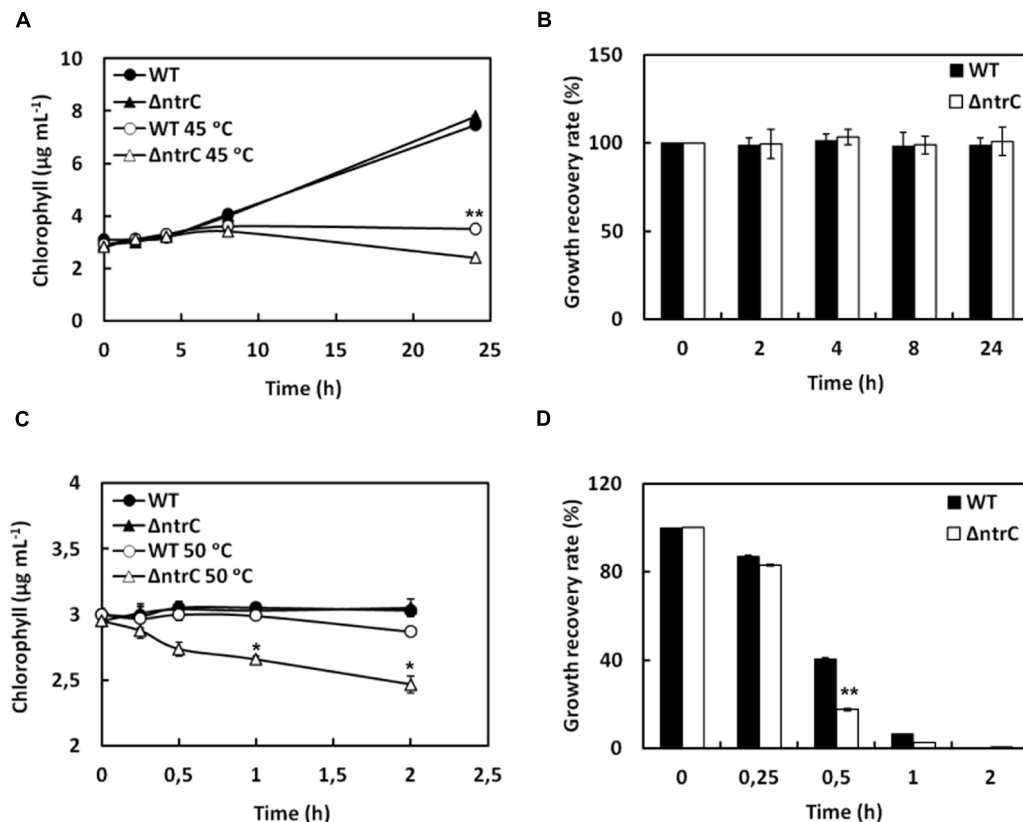 A
Chlorophyll (µg mL⁻¹)
10
8
6
4
2
0
WT
ΔntrC
WT 45 °C
ΔntrC 45 °C
**
0 5 10 15 20 25
Time (h)
B
Growth recovery rate (%)
150
100
50
0
WT
ΔntrC
0 2 4 8 24
Time (h)
C
Chlorophyll (µg mL⁻¹)
4
3,5
3
2,5
2
WT
ΔntrC
WT 50 °C
ΔntrC 50 °C
*
*
0 0,5 1 1,5 2 2,5
Time (h)
D
Growth recovery rate (%)
120
80
40
0
WT
ΔntrC
**
0 0,25 0,5 1 2
Time (h)